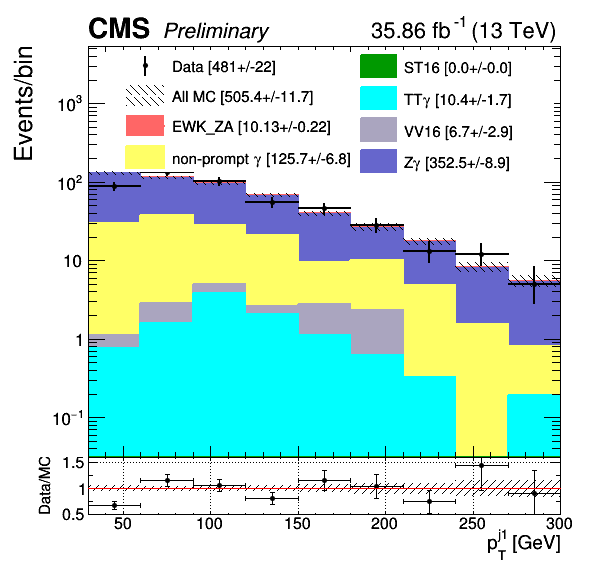 CMS Preliminary 35.86 fb⁻¹ (13 TeV)
Events/bin
Data [481+/-22]
All MC [505.4+/-11.7]
EWK_ZA [10.13+/-0.22]
non-prompt γ [125.7+/-6.8]
ST16 [0.0+/-0.0]
TTγ [10.4+/-1.7]
VV16 [6.7+/-2.9]
Zγ [352.5+/-8.9]
10³
10²
10
1
10⁻¹
Data/MC
1.5
1
0.5
50 100 150 200 250 300
p_T^j1 [GeV]